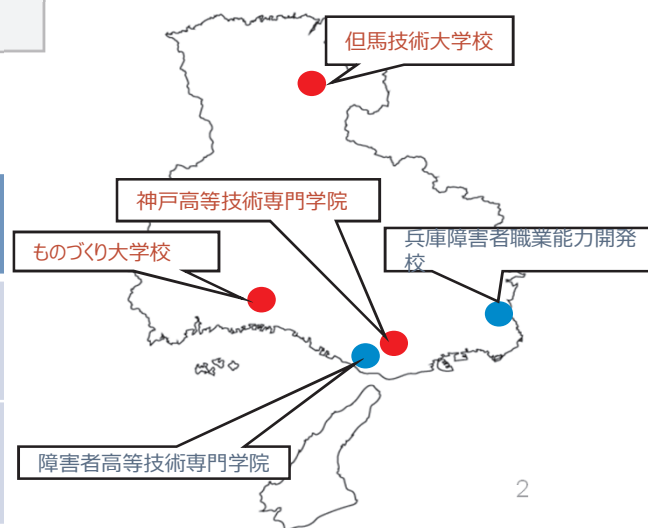 但馬技術大学校
神戸高等技術専門学院
ものづくり大学校
兵庫障害者職業能力開発
校
障害者高等技術専門学院
2